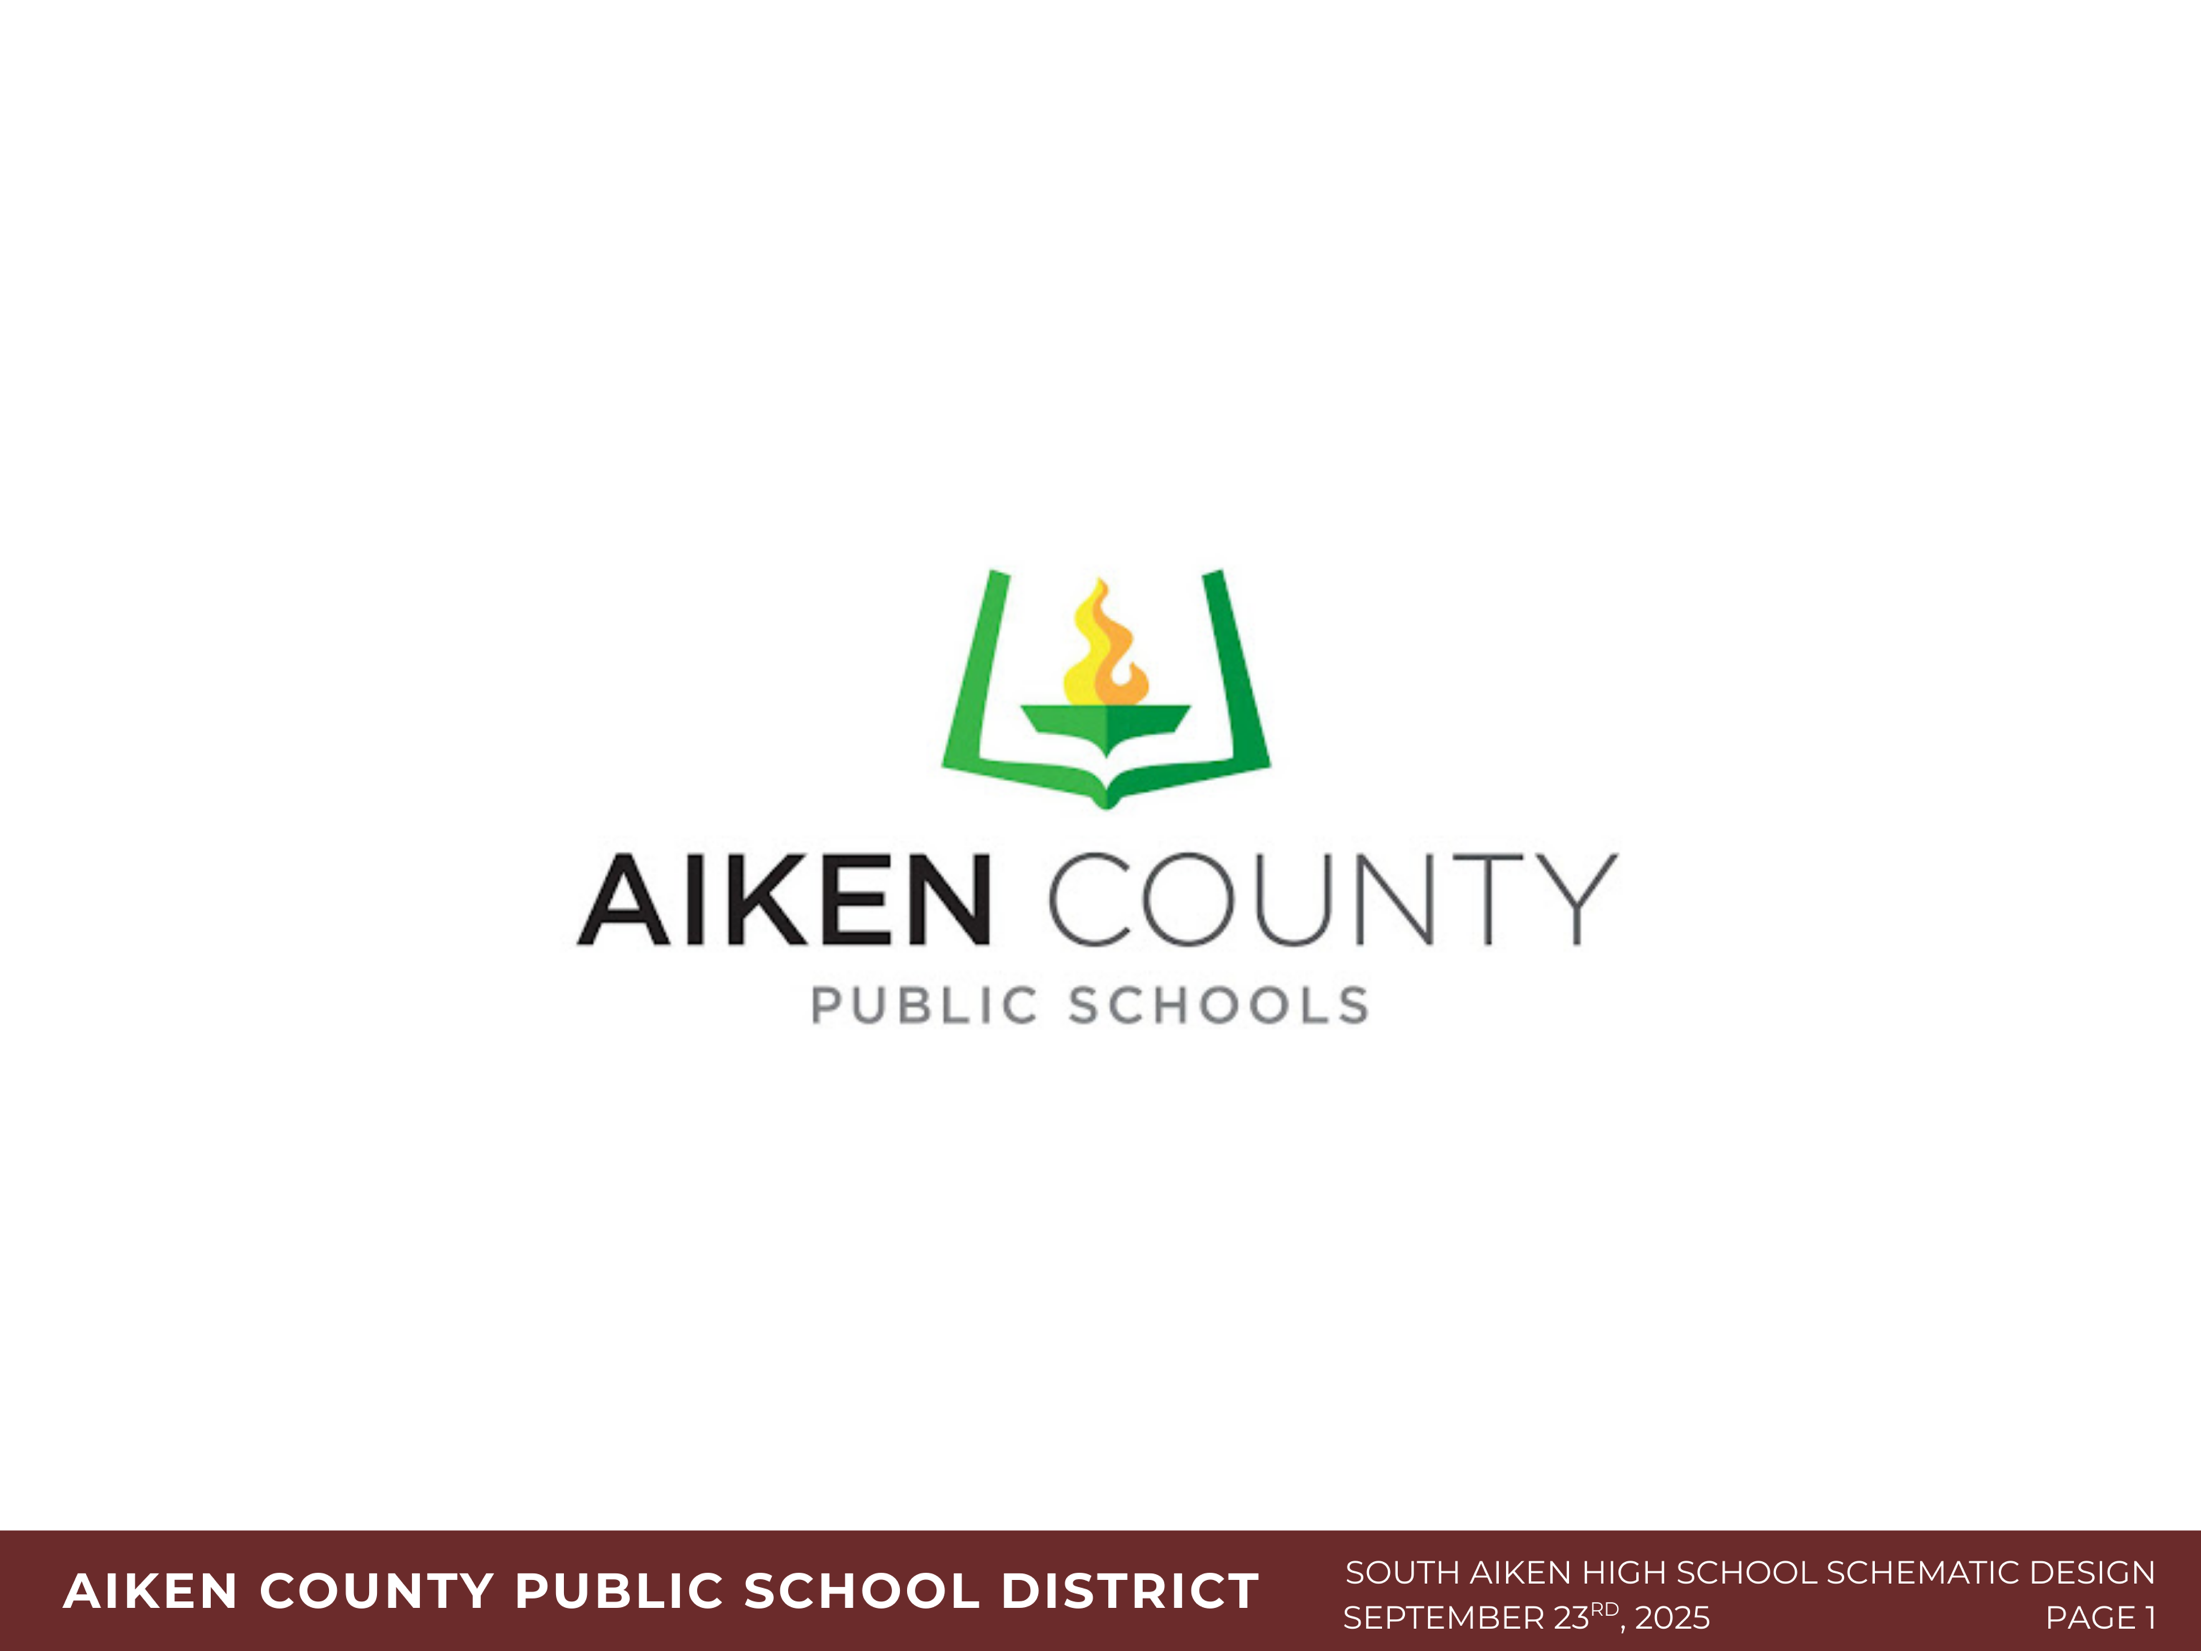 AIKEN COUNTY
PUBLIC SCHOOLS
AIKEN COUNTY PUBLIC SCHOOL DISTRICT
SOUTH AIKEN HIGH SCHOOL SCHEMATIC DESIGN
SEPTEMBER 23RD, 2025 PAGE 1